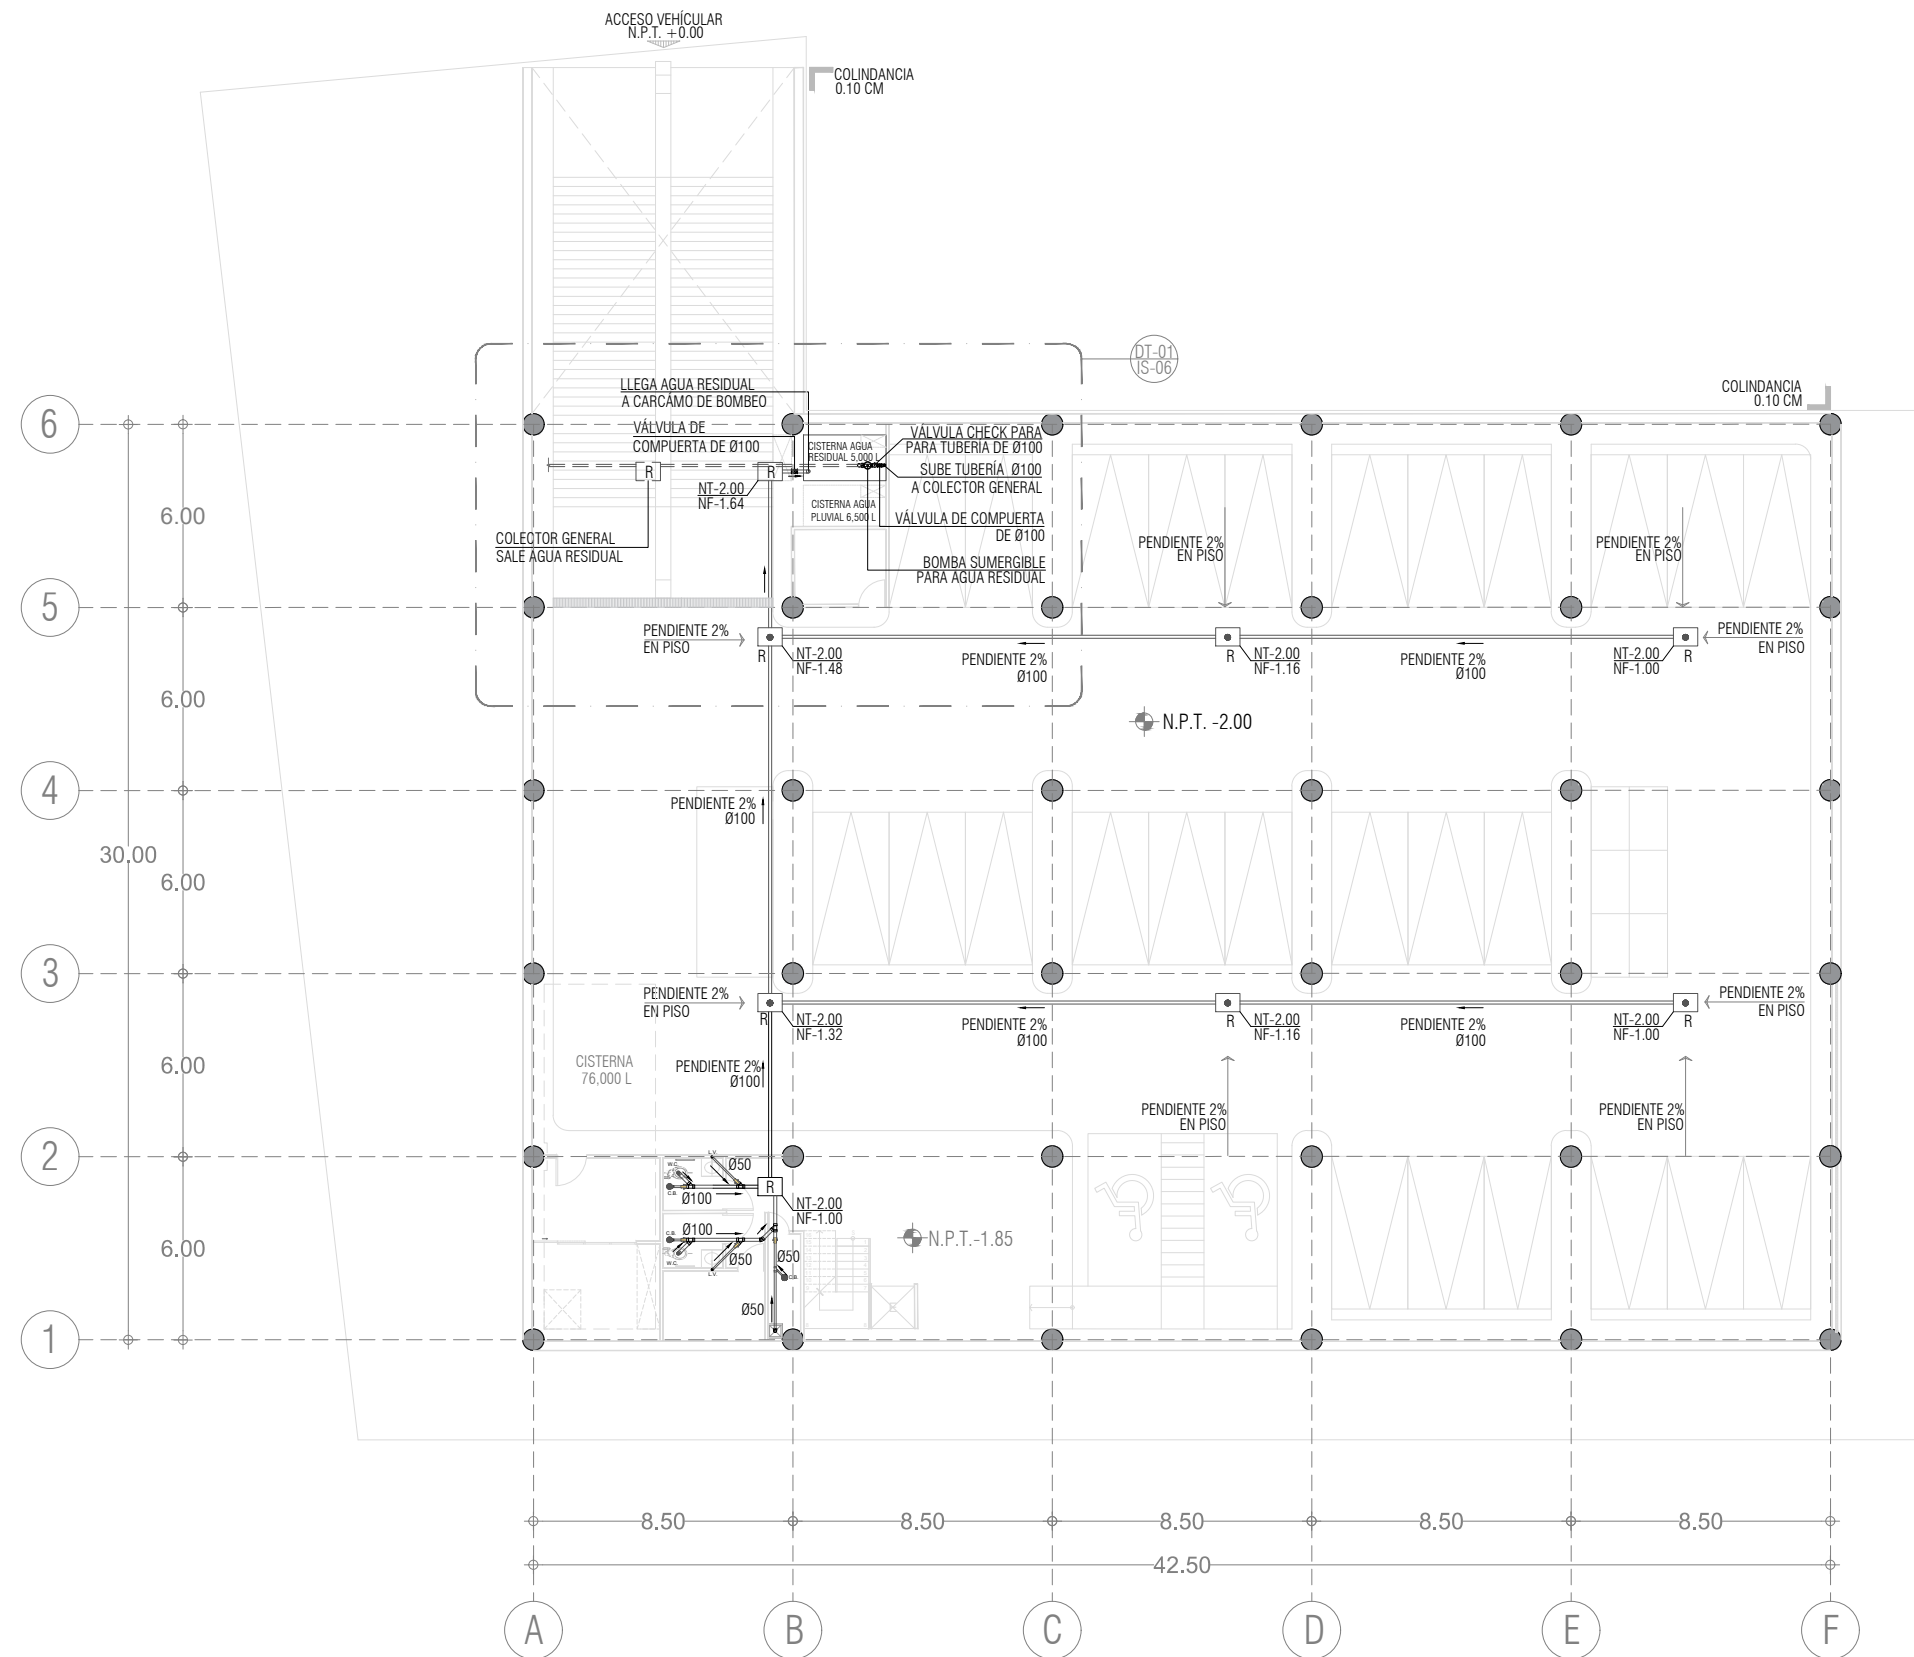 ACCESO VEHÍCULAR
N.P.T. +0.00
COLINDANCIA
0.10 CM
DT-01
IS-06
COLINDANCIA
0.10 CM
LLEGA AGUA RESIDUAL
A CARCÁMO DE BOMBEO
VÁLVULA DE
COMPUERTA DE Ø100
CISTERNA AGUA
RESIDUAL 5,000 L
VÁLVULA CHECK PARA
PARA TUBERÍA DE Ø100
SUBE TUBERÍA Ø100
A COLECTOR GENERAL
R
R
NT-2.00
NF-1.64
CISTERNA AGUA
PLUVIAL 6,500 L
VÁLVULA DE COMPUERTA
DE Ø100
COLECTOR GENERAL
SALE AGUA RESIDUAL
BOMBA SUMERGIBLE
PARA AGUA RESIDUAL
PENDIENTE 2%
EN PISO
PENDIENTE 2%
EN PISO
PENDIENTE 2%
EN PISO
R
NT-2.00
NF-1.48
PENDIENTE 2%
Ø100
R
NT-2.00
NF-1.16
PENDIENTE 2%
Ø100
NT-2.00
NF-1.00
R
PENDIENTE 2%
EN PISO
N.P.T. -2.00
PENDIENTE 2%
Ø100
PENDIENTE 2%
EN PISO
R
NT-2.00
NF-1.32
PENDIENTE 2%
Ø100
R
NT-2.00
NF-1.16
PENDIENTE 2%
Ø100
NT-2.00
NF-1.00
R
PENDIENTE 2%
EN PISO
CISTERNA
76,000 L
PENDIENTE 2%
Ø100
PENDIENTE 2%
EN PISO
PENDIENTE 2%
EN PISO
L.V.
W.C.
Ø50
C.B.
Ø100
R
NT-2.00
NF-1.00
C.B.
Ø100
W.C.
Ø50
L.V.
Ø50
C.B.
Ø50
N.P.T.-1.85
6
5
4
3
2
1
6.00
6.00
6.00
6.00
6.00
30.00
8.50
8.50
8.50
8.50
8.50
42.50
A
B
C
D
E
F